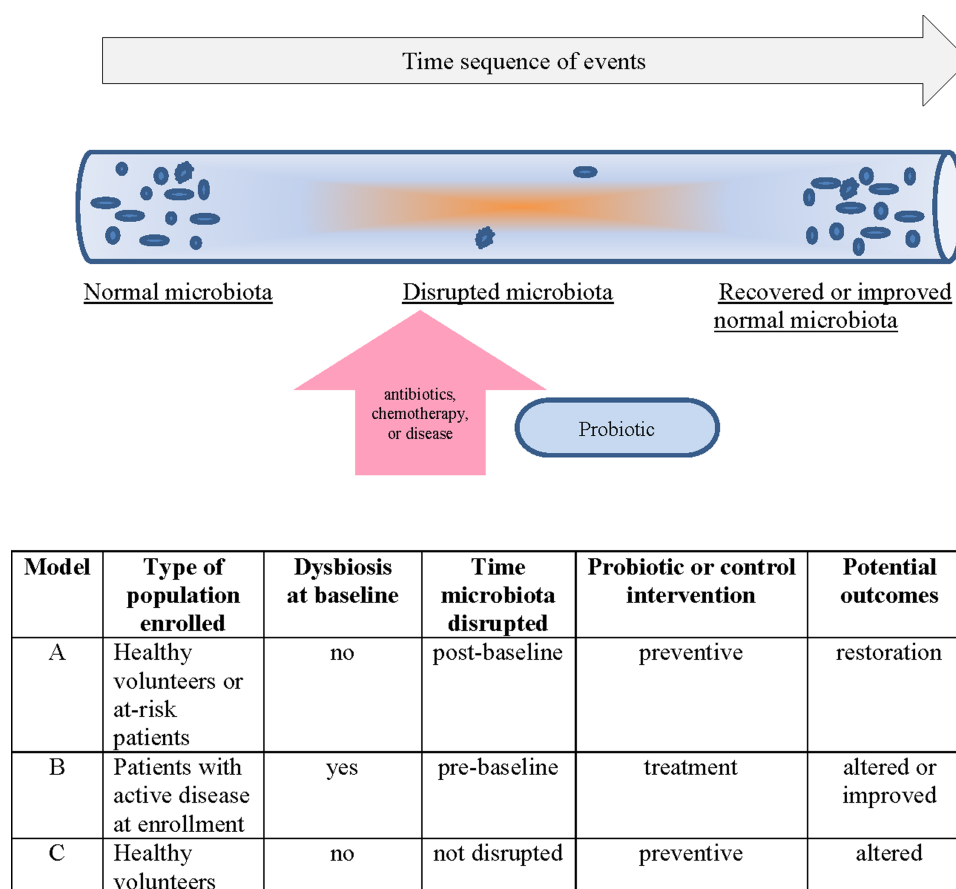 Time sequence of events
Normal microbiota
Disrupted microbiota
Recovered or improved
normal microbiota
antibiotics,
chemotherapy,
or disease
Probiotic
Model
Type of
population
enrolled
Dysbiosis
at baseline
Time
microbiota
disrupted
Probiotic or control
intervention
Potential
outcomes
A
Healthy
volunteers or
at-risk
patients
no
post-baseline
preventive
restoration
B
Patients with
active disease
at enrollment
yes
pre-baseline
treatment
altered or
improved
C
Healthy
volunteers
no
not disrupted
preventive
altered